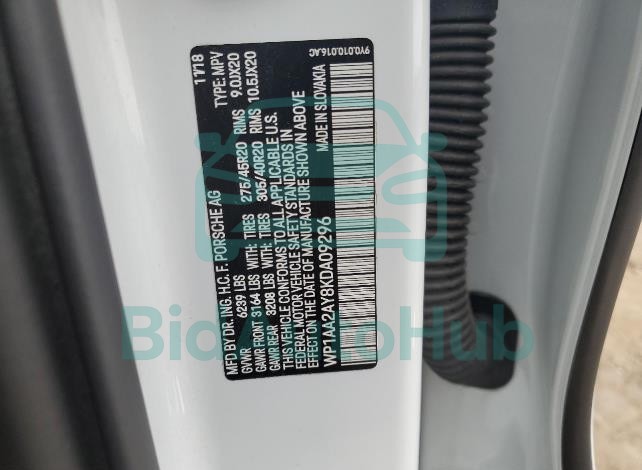 MFD BY DR. ING. H.C. F. PORSCHE AG 11/18
6239 LBS TYPE: MPV
GAWR FRONT 3164 LBS WITH: TIRES 275/45R20 RIMS 9.0JX20
GAWR REAR 3208 LBS WITH: TIRES 305/40R20 RIMS 10.5JX20
THIS VEHICLE CONFORMS TO ALL APPLICABLE U.S.
FEDERAL MOTOR VEHICLE SAFETY STANDARDS IN
EFFECT ON THE DATE OF MANUFACTURE SHOWN ABOVE
WP1AA2AY8KDA09296 MADE IN SLOVAKIA
9Y0.010.016.AC
BidAutoHub